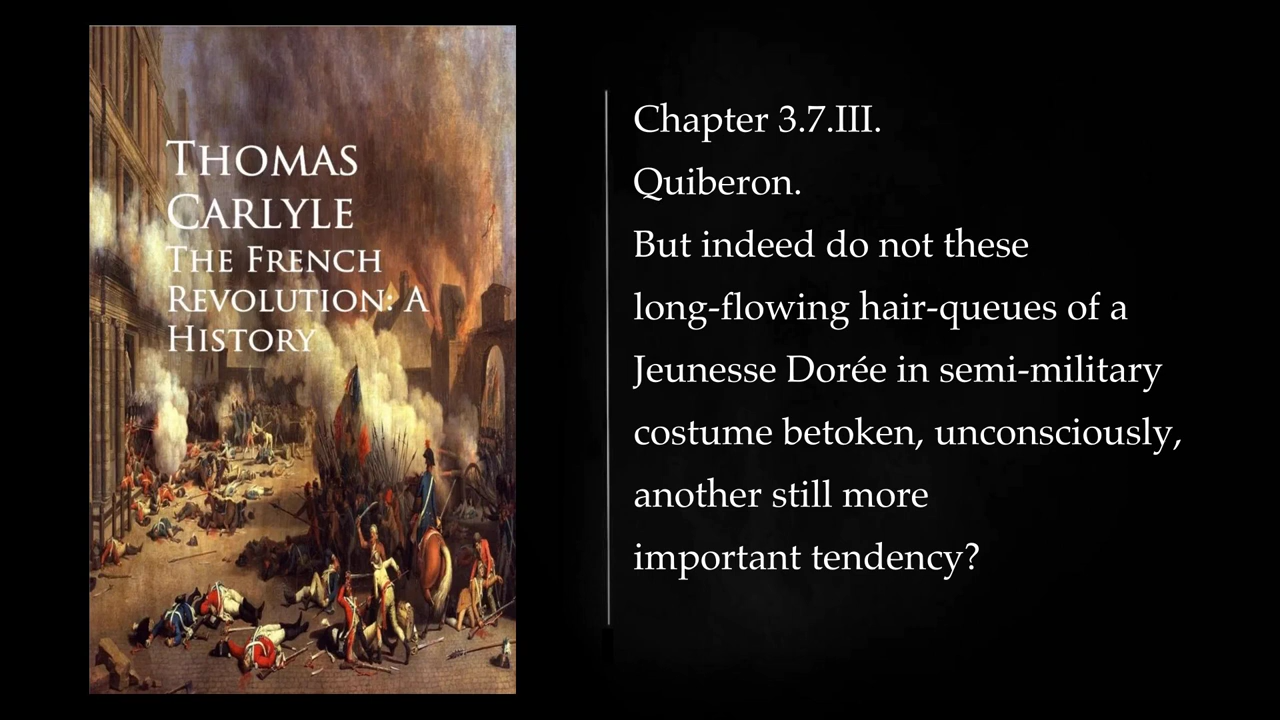 THOMAS
CARLYLE
THE FRENCH
REVOLUTION: A
HISTORY
Chapter 3.7.III.
Quiberon.
But indeed do not these
long-flowing hair-queues of a
Jeunesse Dorée in semi-military
costume betoken, unconsciously,
another still more
important tendency?